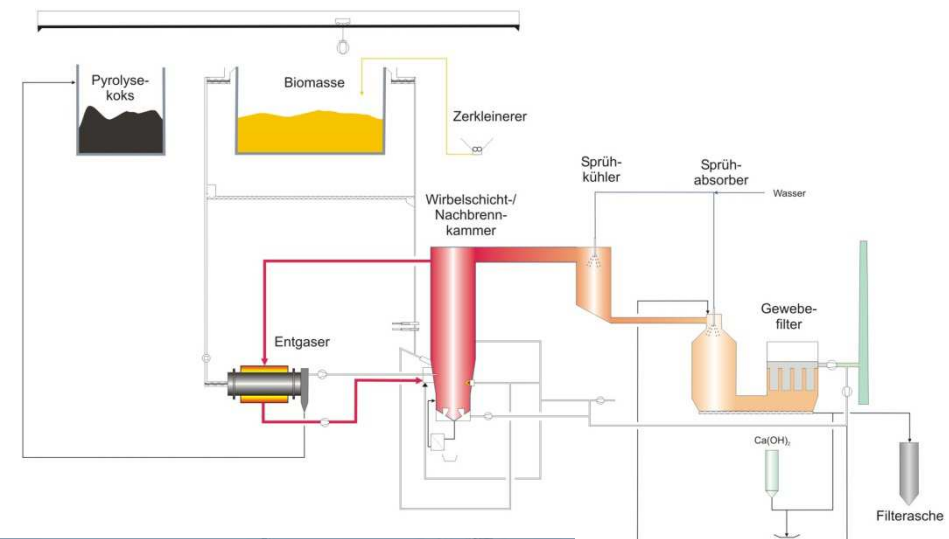 Pyrolyse-
koks
Biomasse
Zerkleinerer
Sprüh-
kühler
Sprüh-
absorber
Wasser
Wirbelschicht-/
Nachbrenn-
kammer
Gewebe-
filter
Entgaser
Ca(OH)₂
Filterasche